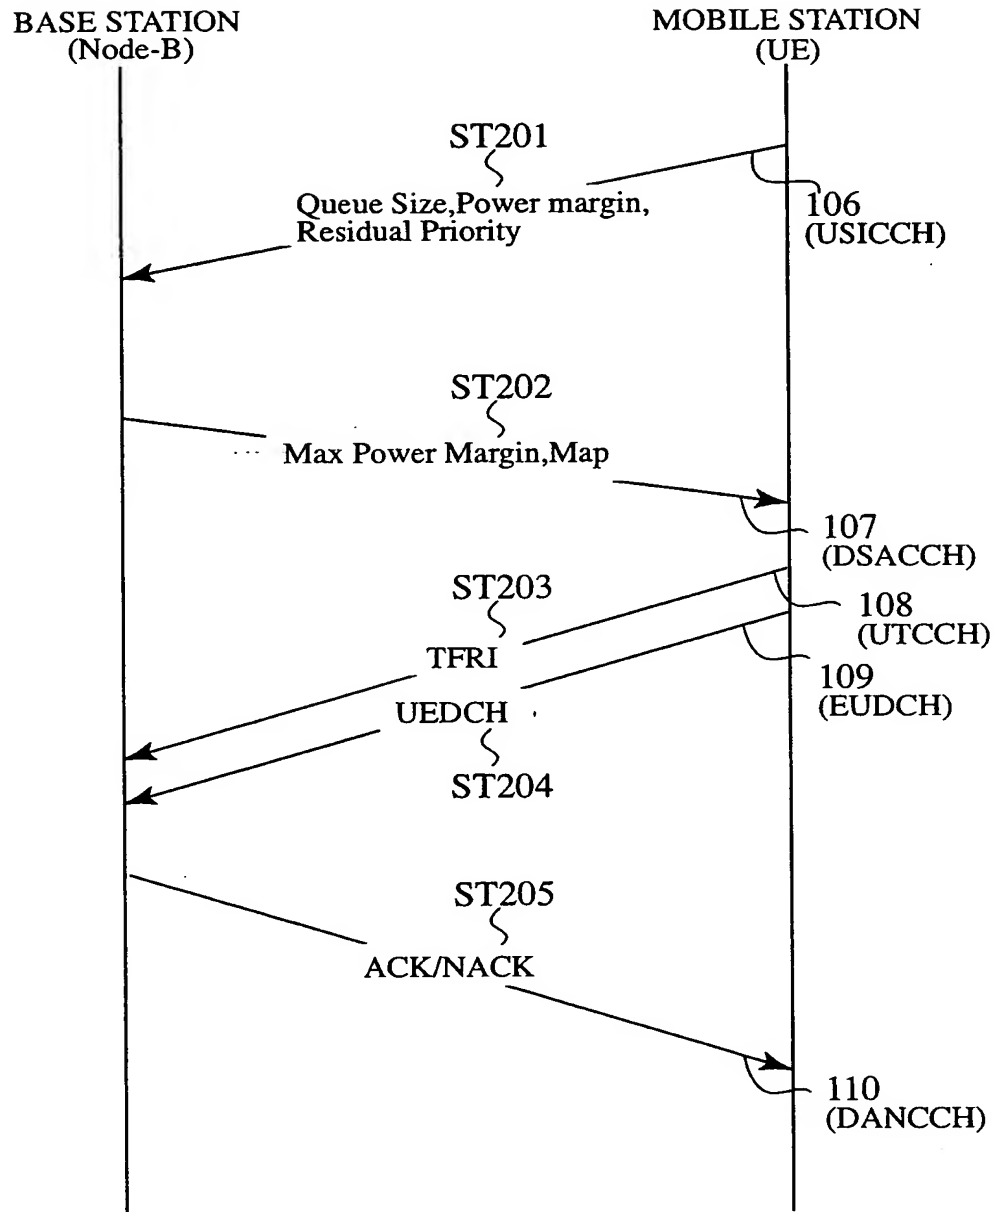 BASE STATION
(Node-B)
MOBILE STATION
(UE)
ST201
Queue Size,Power margin,
Residual Priority
106
(USICCH)
ST202
Max Power Margin,Map
107
(DSACCH)
ST203
TFRI
108
(UTCCH)
UEDCH
109
(EUDCH)
ST204
ST205
ACK/NACK
110
(DANCCH)